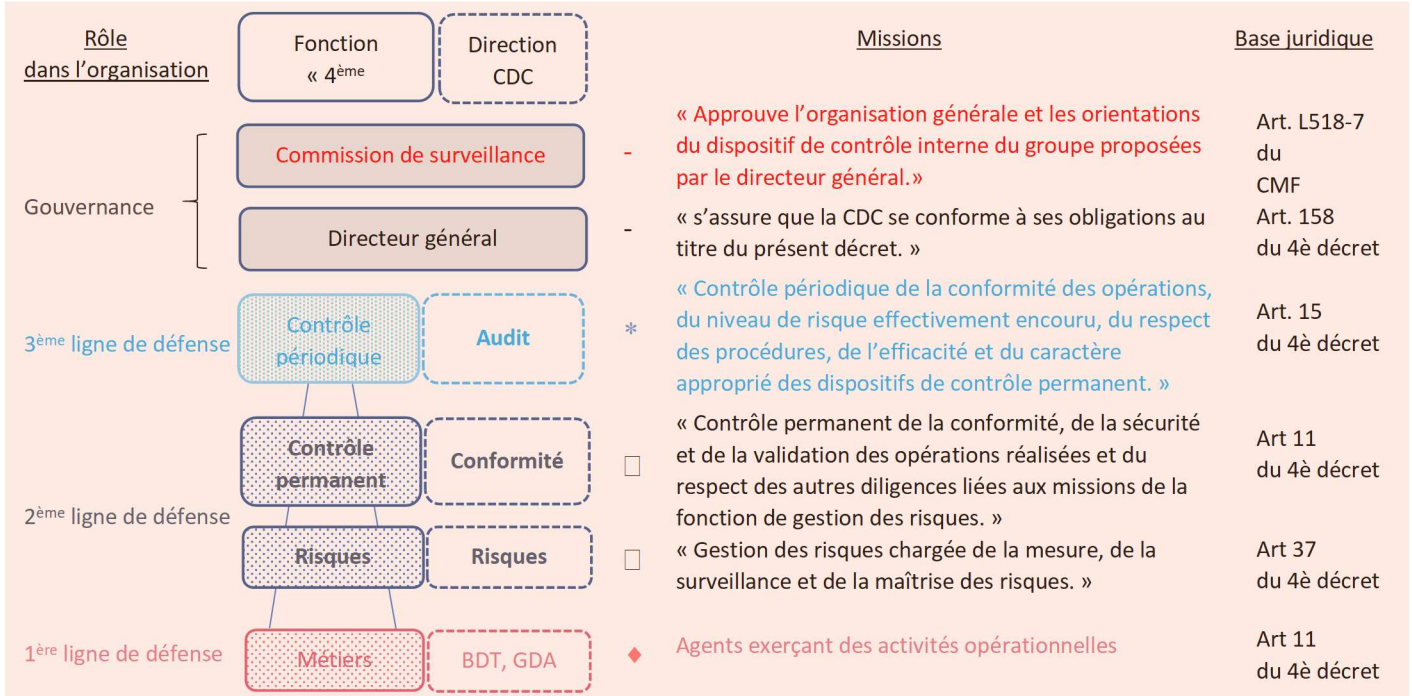 Rôle
dans l’organisation
Fonction
« 4ème
Direction
CDC
Missions
Base juridique
Gouvernance
Commission de surveillance
-
« Approuve l’organisation générale et les orientations
du dispositif de contrôle interne du groupe proposées
par le directeur général.»
Art. L518-7
du
CMF
Directeur général
-
« s’assure que la CDC se conforme à ses obligations au
titre du présent décret. »
Art. 158
du 4è décret
3ème ligne de défense
Contrôle
périodique
Audit
*
« Contrôle périodique de la conformité des opérations,
du niveau de risque effectivement encouru, du respect
des procédures, de l’efficacité et du caractère
approprié des dispositifs de contrôle permanent. »
Art. 15
du 4è décret
2ème ligne de défense
Contrôle
permanent
Conformité
« Contrôle permanent de la conformité, de la sécurité
et de la validation des opérations réalisées et du
respect des autres diligences liées aux missions de la
fonction de gestion des risques. »
Art 11
du 4è décret
Risques
Risques
« Gestion des risques chargée de la mesure, de la
surveillance et de la maîtrise des risques. »
Art 37
du 4è décret
1ère ligne de défense
Métiers
BDT, GDA
♦
Agents exerçant des activités opérationnelles
Art 11
du 4è décret